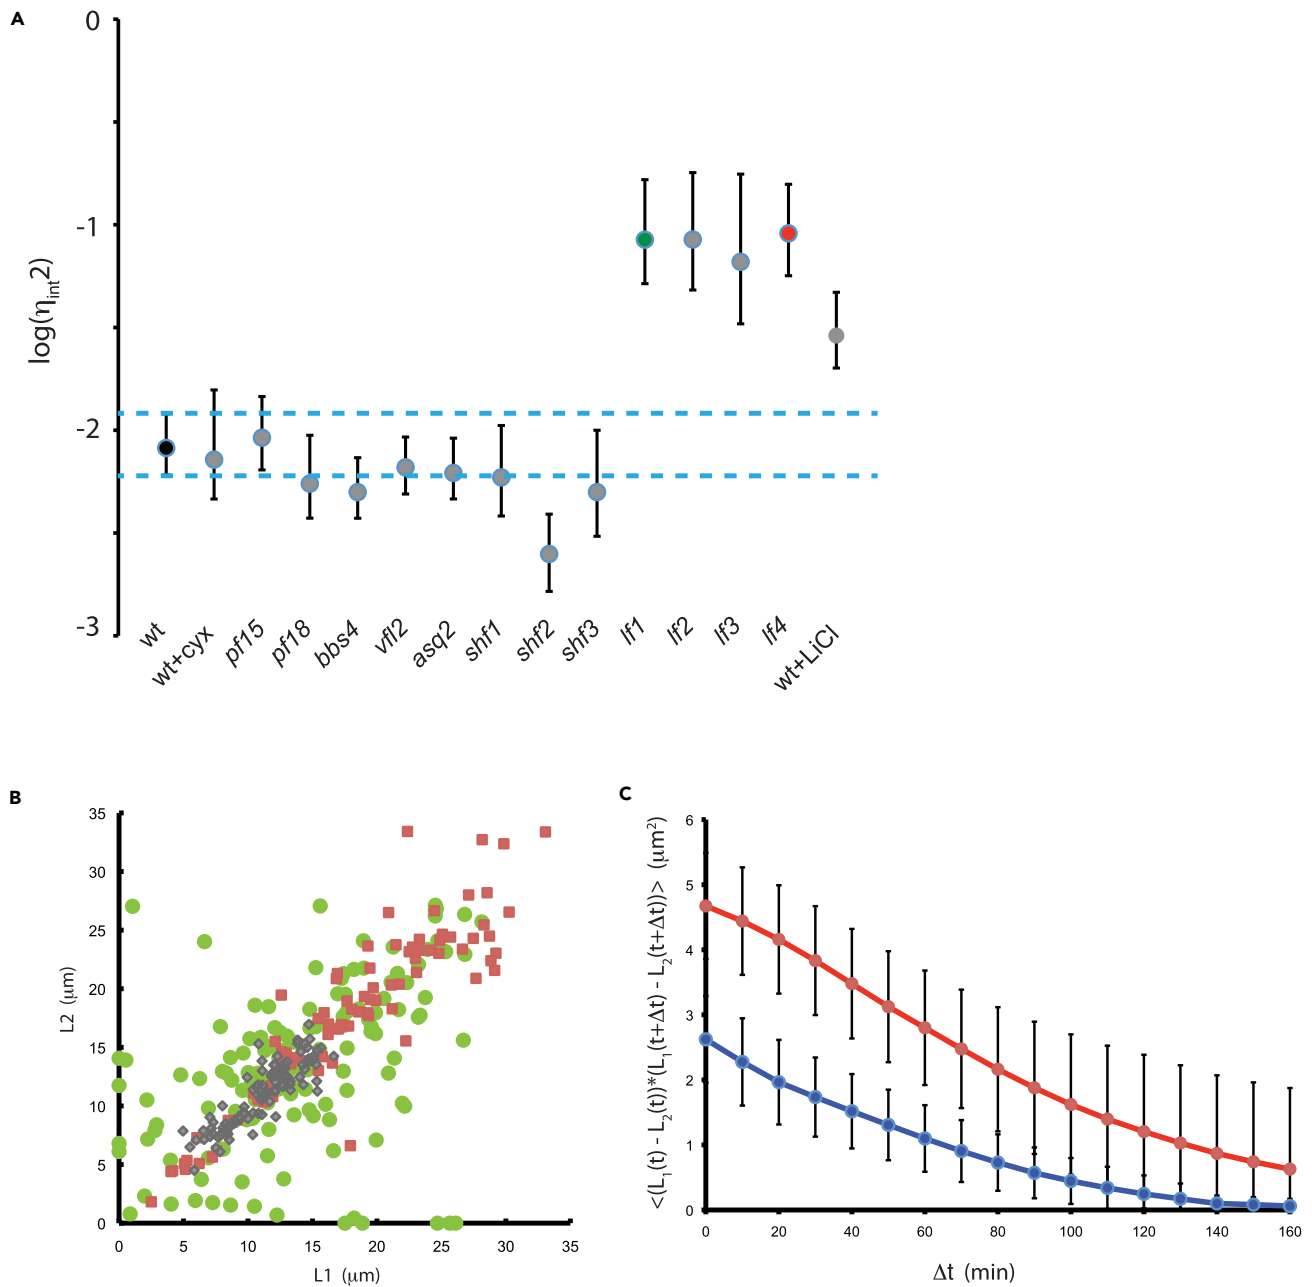 A
0
-1
-2
-3
log(ηint2)
wt
wt+cyx
pf15
pf18
bbs4
vfl2
asq2
shf1
shf2
shf3
lf1
lf2
lf3
lf4
wt+LiCl
B
35
30
25
20
15
10
5
0
L2 (μm)
0 5 10 15 20 25 30 35
L1 (μm)
C
6
5
4
3
2
1
0
<(L1(t) - L2(t))*(L1(t+Δt) - L2(t+Δt))> (μm²)
0 20 40 60 80 100 120 140 160
Δt (min)